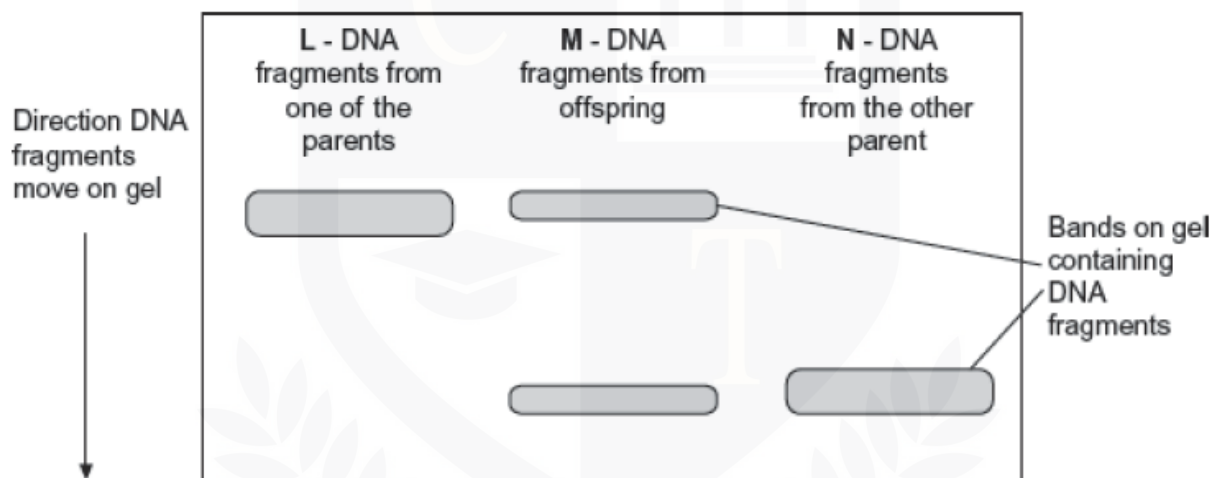 L - DNA
fragments from
one of the
parents
M - DNA
fragments from
offspring
N - DNA
fragments
from the other
parent
Direction DNA
fragments
move on gel
Bands on gel
containing
DNA
fragments
T